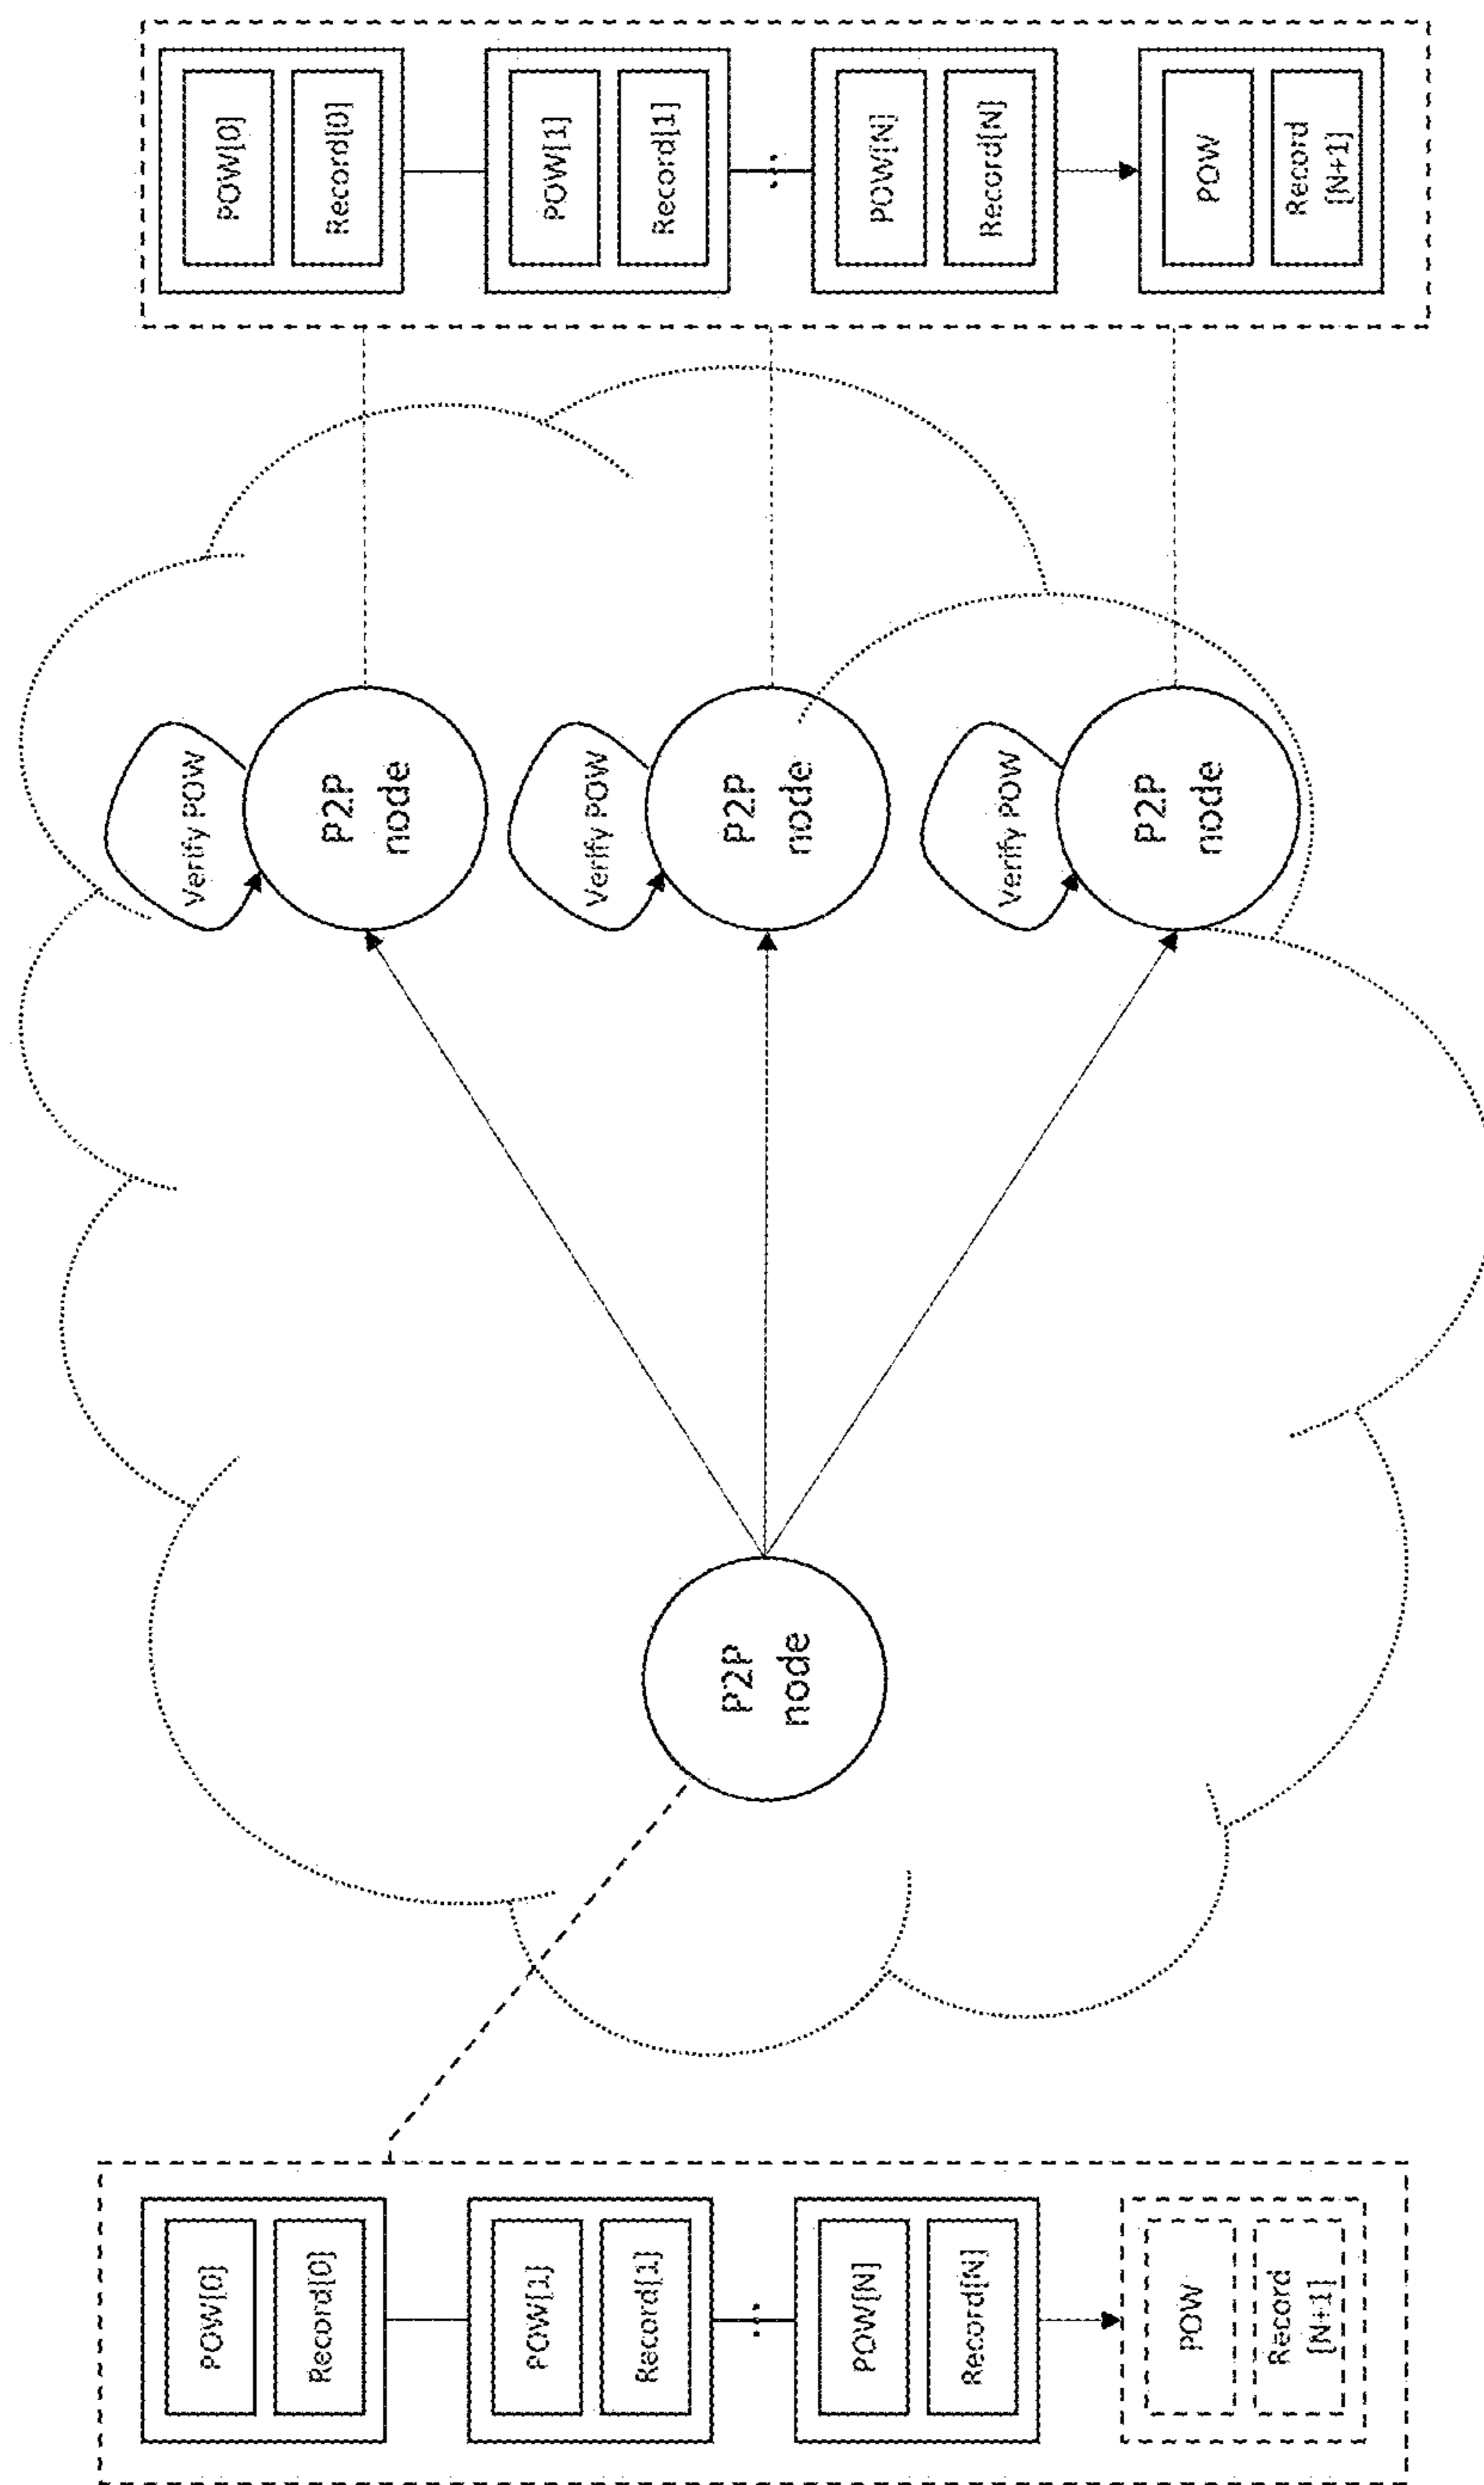 POW[0]
Record[0]
POW[1]
Record[1]
...
POW[N]
Record[N]
POW
Record
[N+1]
P2P
node
Verify POW
P2P
node
Verify POW
P2P
node
Verify POW
P2P
node
POW[0]
Record[0]
POW[1]
Record[1]
...
POW[N]
Record[N]
POW
Record
[N+1]